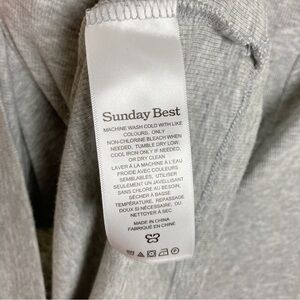 Sunday Best
MACHINE WASH COLD WITH LIKE
COLOURS, ONLY
NON-CHLORINE BLEACH WHEN
NEEDED, TUMBLE DRY LOW,
COOL IRON ONLY IF NEEDED,
OR DRY CLEAN
LAVER À LA MACHINE À L'EAU
FROIDE AVEC COULEURS
SEMBLABLES, UTISER
SEULEMENT UN JAVELLISANT
SANS CHLORE AU BESOIN,
SÉCHER À BASSE
TEMPÉRATURE, REPASSAGE
DOUX SI NÉCESSAIRE, OU
NETTOYER À SEC
MADE IN CHINA
FABRIQUÉ EN CHINE